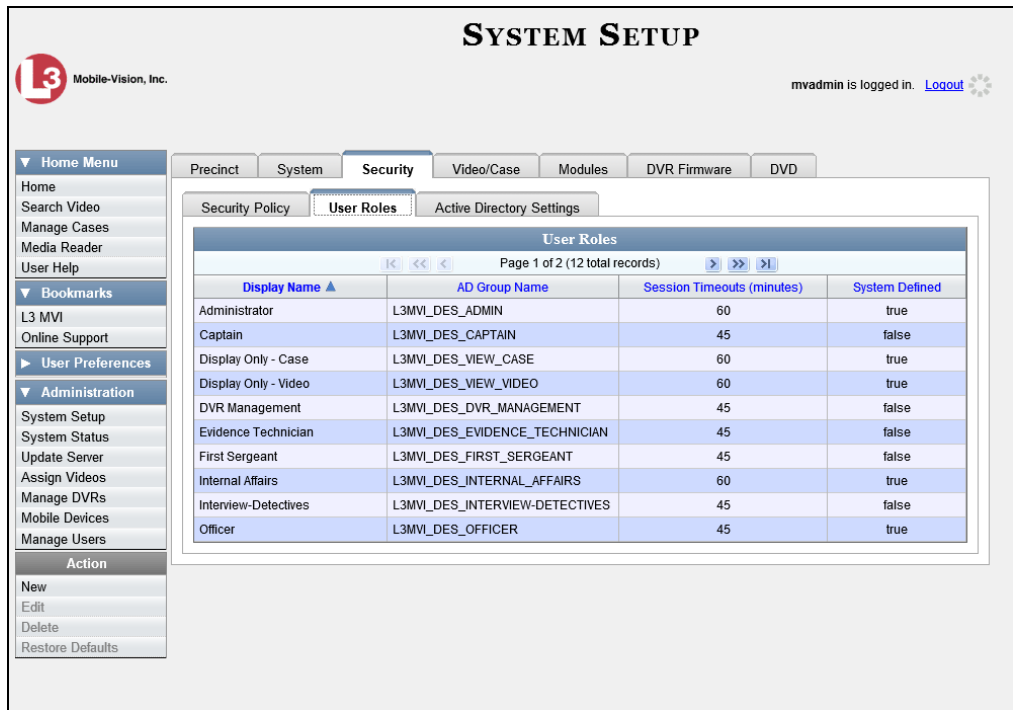 SYSTEM SETUP
L3 Mobile-Vision, Inc.
mvadmin is logged in. Logout
▼ Home Menu
Home
Search Video
Manage Cases
Media Reader
User Help
▼ Bookmarks
L3 MVI
Online Support
► User Preferences
▼ Administration
System Setup
System Status
Update Server
Assign Videos
Manage DVRs
Mobile Devices
Manage Users
Action
New
Edit
Delete
Restore Defaults
Precinct System Security Video/Case Modules DVR Firmware DVD
Security Policy User Roles Active Directory Settings
User Roles
|< << < Page 1 of 2 (12 total records) > >> >|
Display Name ▲ AD Group Name Session Timeouts (minutes) System Defined
Administrator L3MVI_DES_ADMIN 60 true
Captain L3MVI_DES_CAPTAIN 45 false
Display Only - Case L3MVI_DES_VIEW_CASE 60 true
Display Only - Video L3MVI_DES_VIEW_VIDEO 60 true
DVR Management L3MVI_DES_DVR_MANAGEMENT 45 false
Evidence Technician L3MVI_DES_EVIDENCE_TECHNICIAN 45 false
First Sergeant L3MVI_DES_FIRST_SERGEANT 45 false
Internal Affairs L3MVI_DES_INTERNAL_AFFAIRS 60 true
Interview-Detectives L3MVI_DES_INTERVIEW-DETECTIVES 45 false
Officer L3MVI_DES_OFFICER 45 true